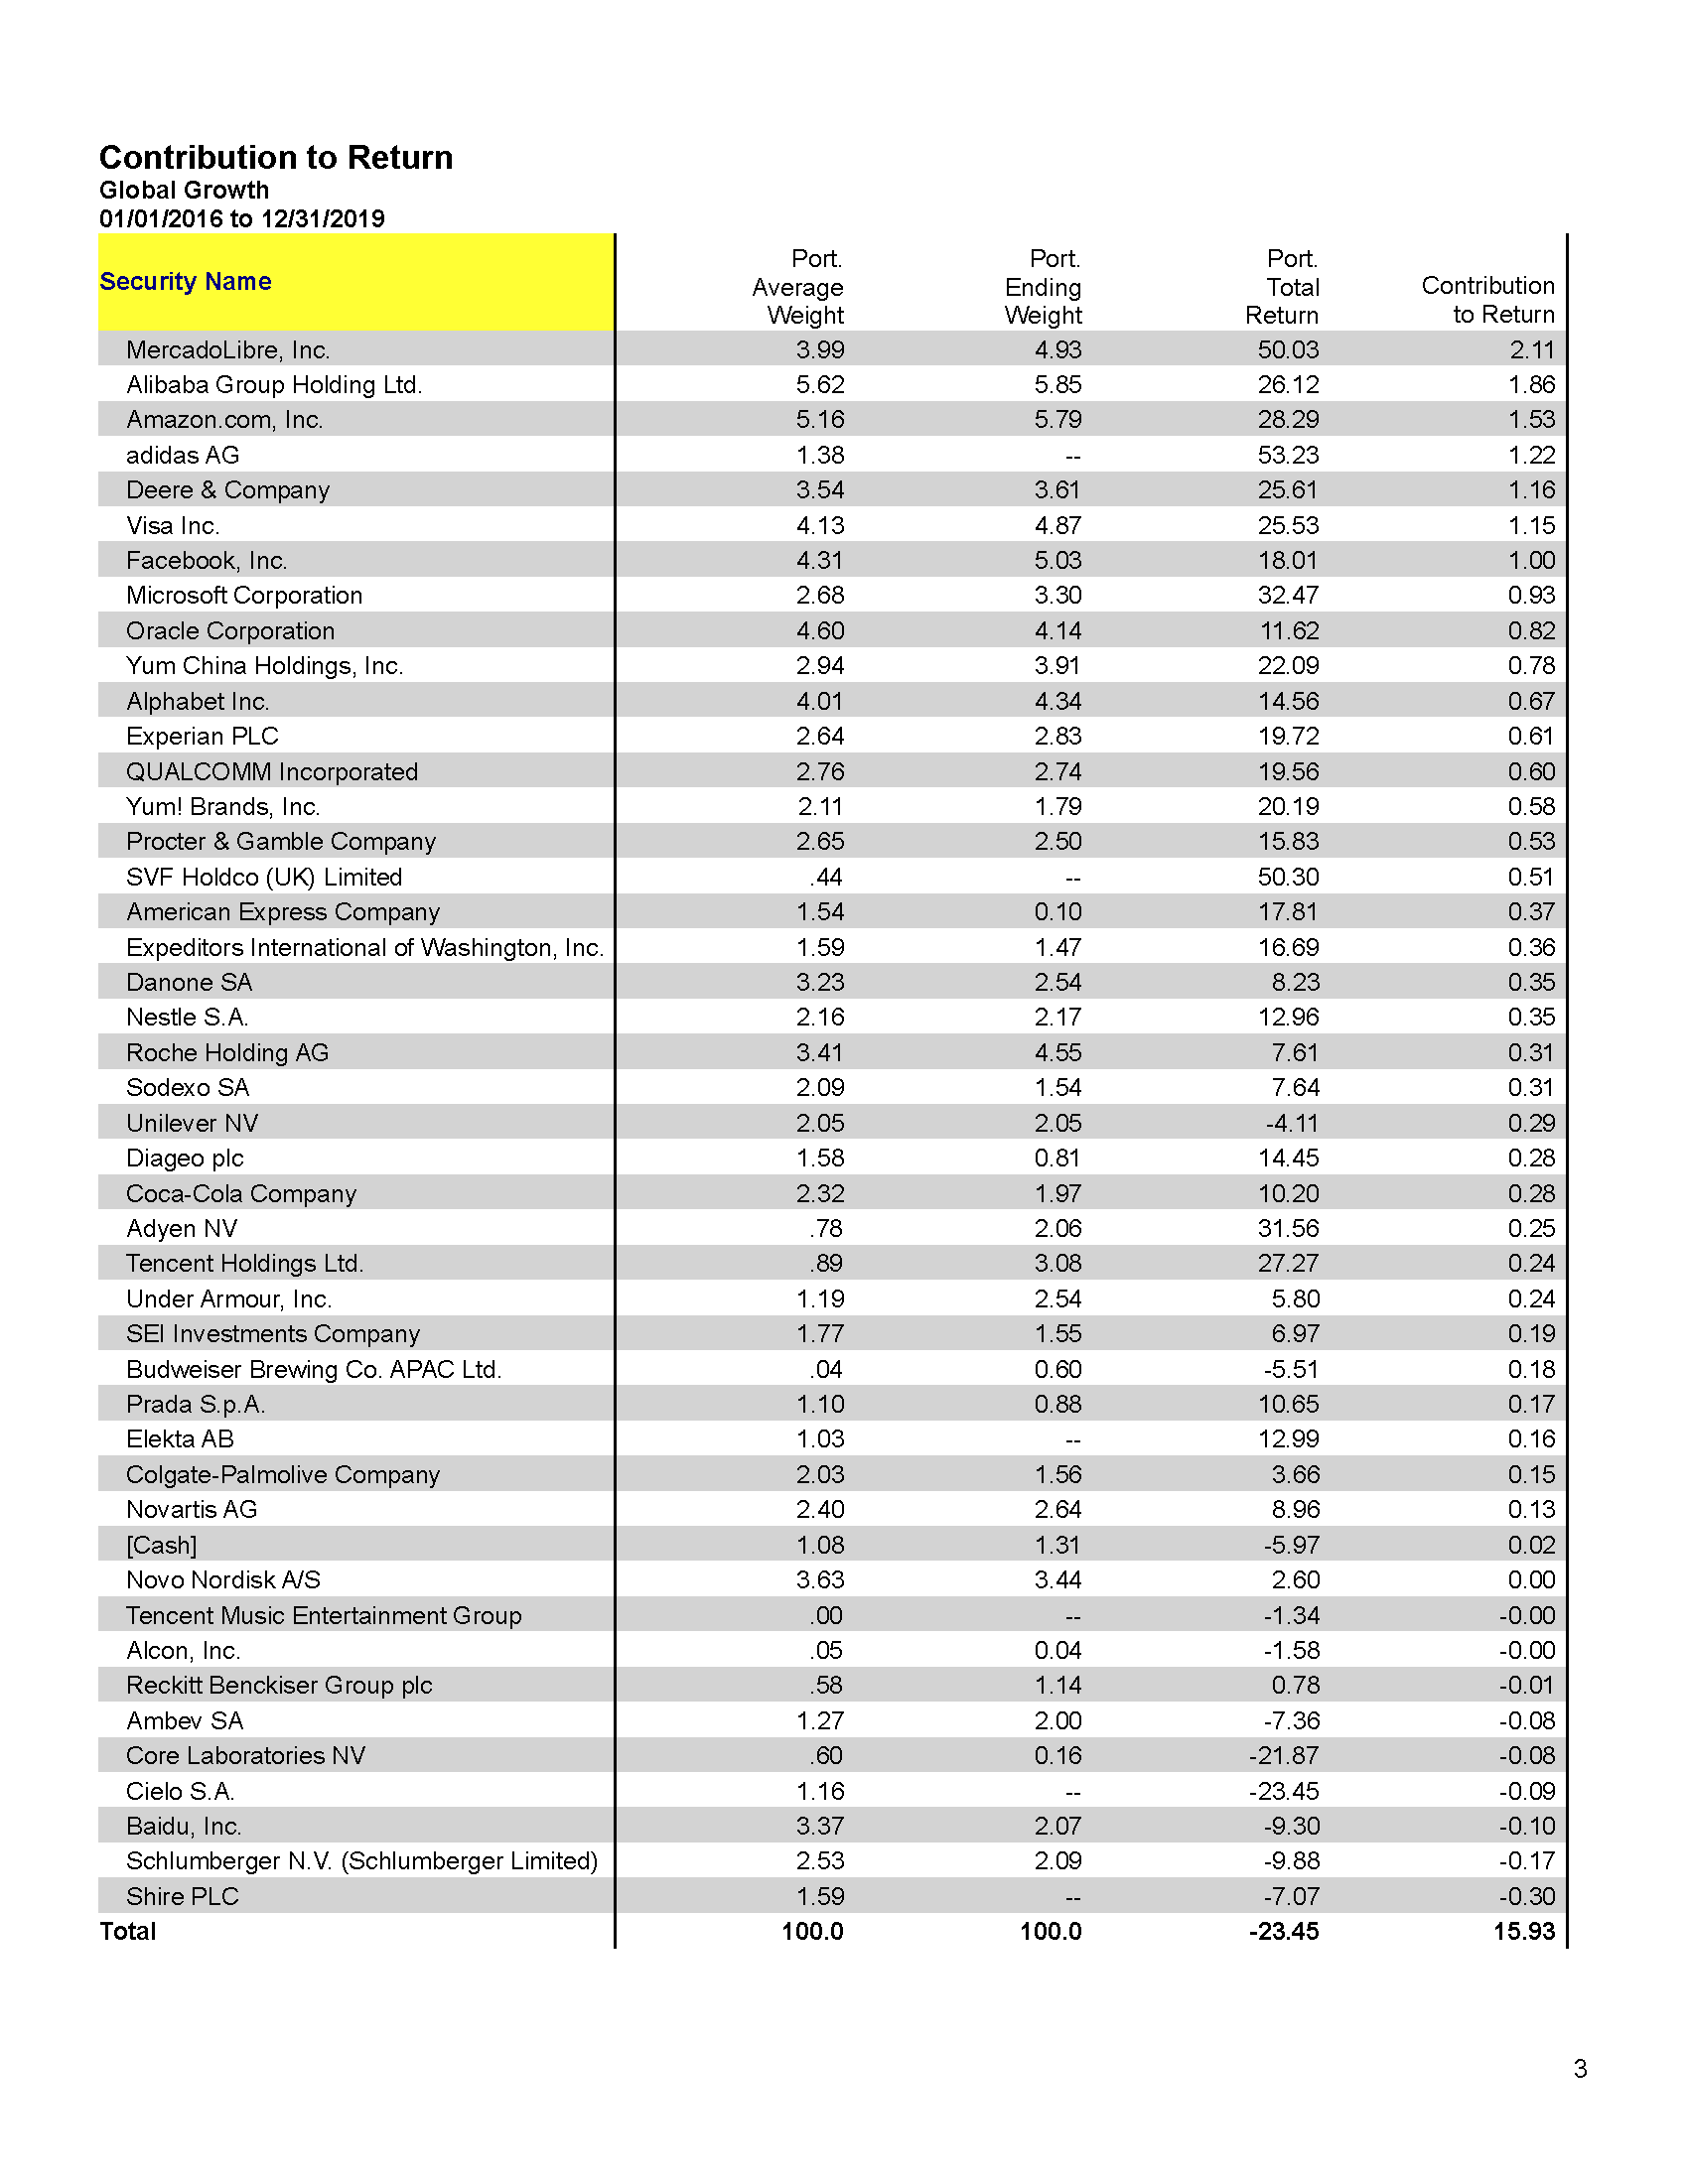 Contribution to Return
Global Growth
01/01/2016 to 12/31/2019
Security Name Port. Average Weight Port. Ending Weight Port. Total Return Contribution to Return
MercadoLibre, Inc. 3.99 4.93 50.03 2.11
Alibaba Group Holding Ltd. 5.62 5.85 26.12 1.86
Amazon.com, Inc. 5.16 5.79 28.29 1.53
adidas AG 1.38 -- 53.23 1.22
Deere & Company 3.54 3.61 25.61 1.16
Visa Inc. 4.13 4.87 25.53 1.15
Facebook, Inc. 4.31 5.03 18.01 1.00
Microsoft Corporation 2.68 3.30 32.47 0.93
Oracle Corporation 4.60 4.14 11.62 0.82
Yum China Holdings, Inc. 2.94 3.91 22.09 0.78
Alphabet Inc. 4.01 4.34 14.56 0.67
Experian PLC 2.64 2.83 19.72 0.61
QUALCOMM Incorporated 2.76 2.74 19.56 0.60
Yum! Brands, Inc. 2.11 1.79 20.19 0.58
Procter & Gamble Company 2.65 2.50 15.83 0.53
SVF Holdco (UK) Limited .44 -- 50.30 0.51
American Express Company 1.54 0.10 17.81 0.37
Expeditors International of Washington, Inc. 1.59 1.47 16.69 0.36
Danone SA 3.23 2.54 8.23 0.35
Nestle S.A. 2.16 2.17 12.96 0.35
Roche Holding AG 3.41 4.55 7.61 0.31
Sodexo SA 2.09 1.54 7.64 0.31
Unilever NV 2.05 2.05 -4.11 0.29
Diageo plc 1.58 0.81 14.45 0.28
Coca-Cola Company 2.32 1.97 10.20 0.28
Adyen NV .78 2.06 31.56 0.25
Tencent Holdings Ltd. .89 3.08 27.27 0.24
Under Armour, Inc. 1.19 2.54 5.80 0.24
SEI Investments Company 1.77 1.55 6.97 0.19
Budweiser Brewing Co. APAC Ltd. .04 0.60 -5.51 0.18
Prada S.p.A. 1.10 0.88 10.65 0.17
Elekta AB 1.03 -- 12.99 0.16
Colgate-Palmolive Company 2.03 1.56 3.66 0.15
Novartis AG 2.40 2.64 8.96 0.13
[Cash] 1.08 1.31 -5.97 0.02
Novo Nordisk A/S 3.63 3.44 2.60 0.00
Tencent Music Entertainment Group .00 -- -1.34 -0.00
Alcon, Inc. .05 0.04 -1.58 -0.00
Reckitt Benckiser Group plc .58 1.14 0.78 -0.01
Ambev SA 1.27 2.00 -7.36 -0.08
Core Laboratories NV .60 0.16 -21.87 -0.08
Cielo S.A. 1.16 -- -23.45 -0.09
Baidu, Inc. 3.37 2.07 -9.30 -0.10
Schlumberger N.V. (Schlumberger Limited) 2.53 2.09 -9.88 -0.17
Shire PLC 1.59 -- -7.07 -0.30
Total 100.0 100.0 -23.45 15.93
3